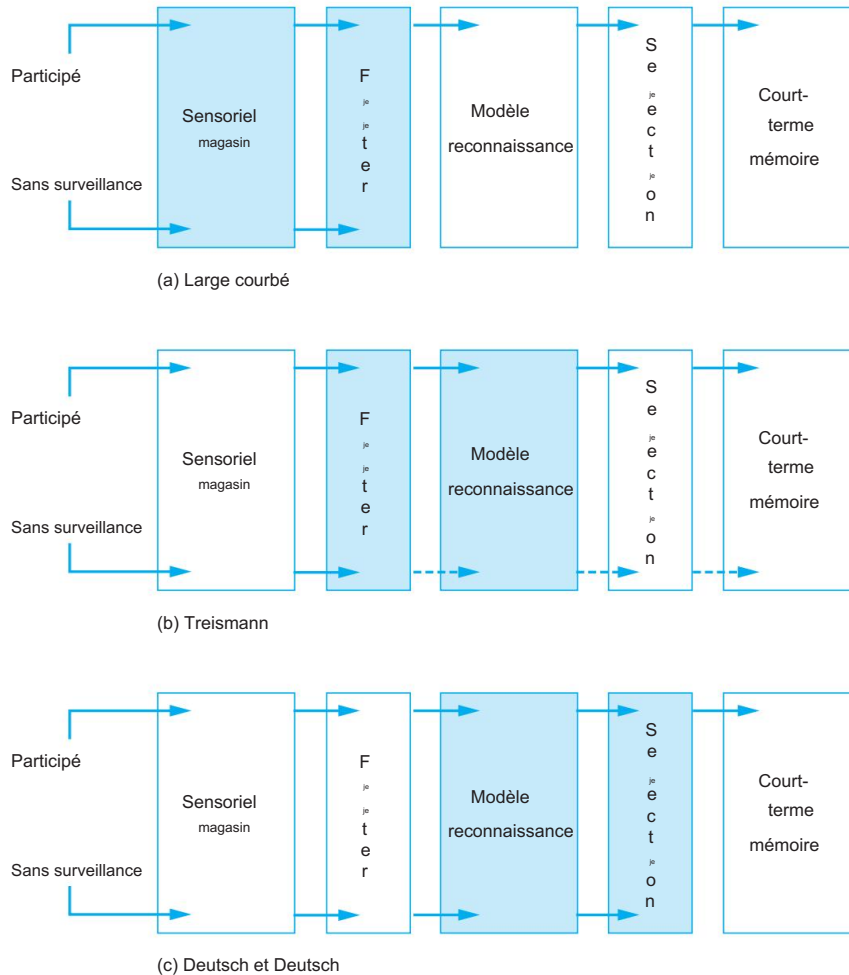 Participé
Sans surveillance
Sensoriel
magasin
F
je
je
t
e
r
Modèle
reconnaissance
S
e
je
e
c
t
je
o
n
Court-
terme
mémoire
(a) Large courbé
Participé
Sans surveillance
Sensoriel
magasin
F
je
je
t
e
r
Modèle
reconnaissance
S
e
je
e
c
t
je
o
n
Court-
terme
mémoire
(b) Treismann
Participé
Sans surveillance
Sensoriel
magasin
F
je
je
t
e
r
Modèle
reconnaissance
S
e
je
e
c
t
je
o
n
Court-
terme
mémoire
(c) Deutsch et Deutsch